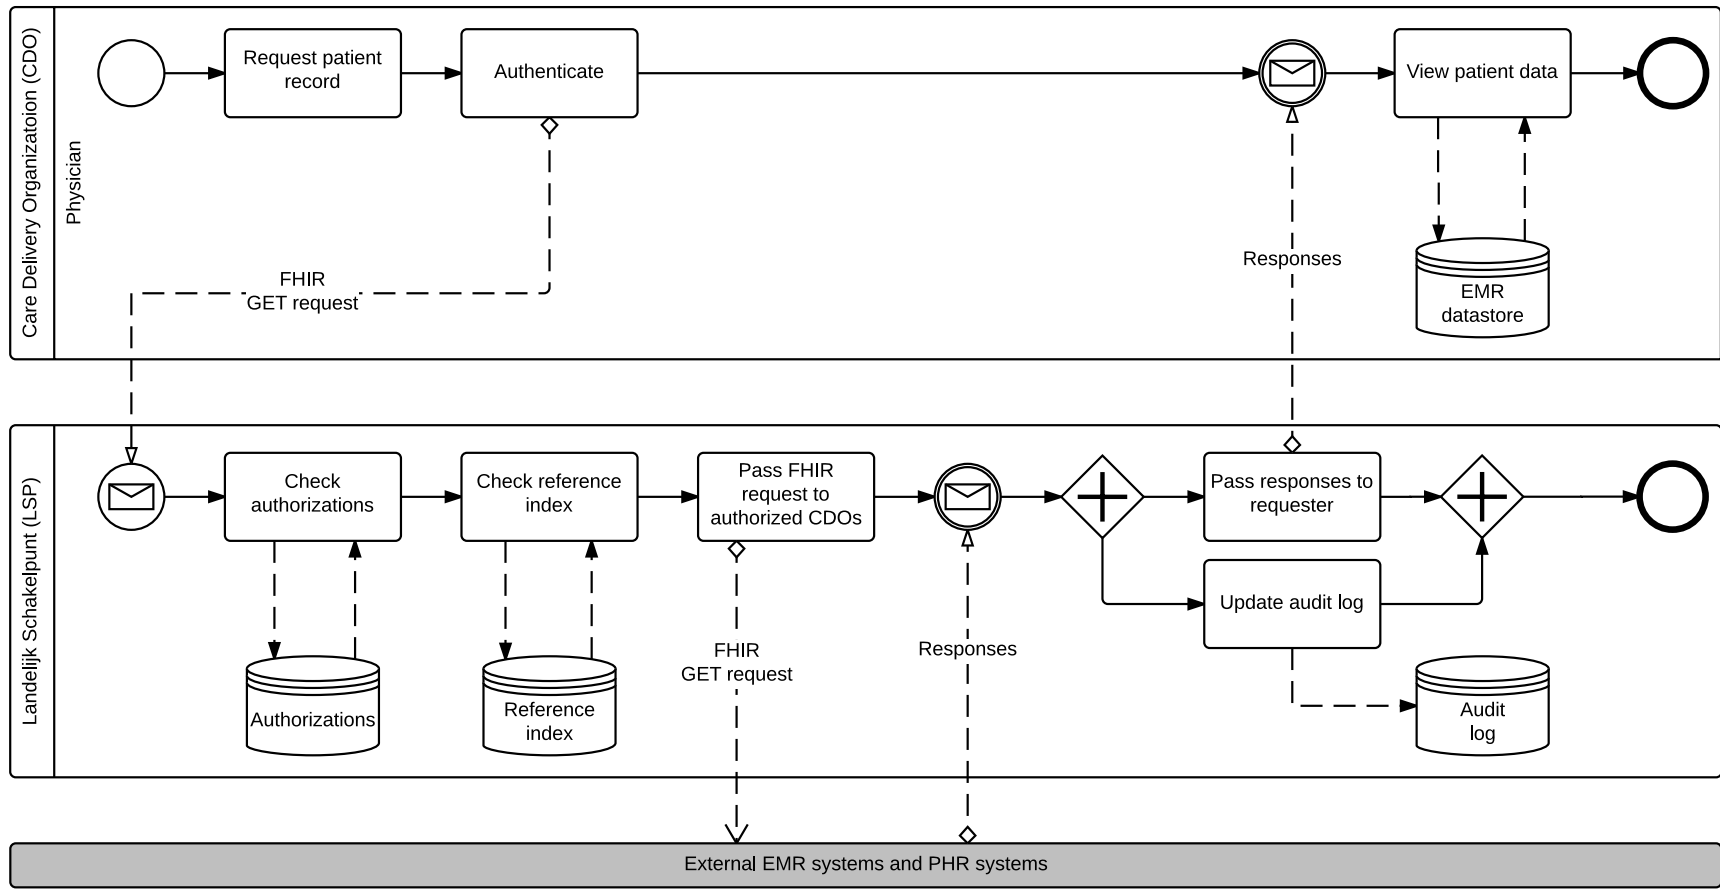 Care Delivery Organizatoion (CDO)
Physician
Request patient
record
Authenticate
View patient data
FHIR
GET request
Responses
EMR
datastore
Landelijk Schakelpunt (LSP)
Check
authorizations
Check reference
index
Pass FHIR
request to
authorized CDOs
Pass responses to
requester
Update audit log
Authorizations
Reference
index
FHIR
GET request
Responses
Audit
log
External EMR systems and PHR systems